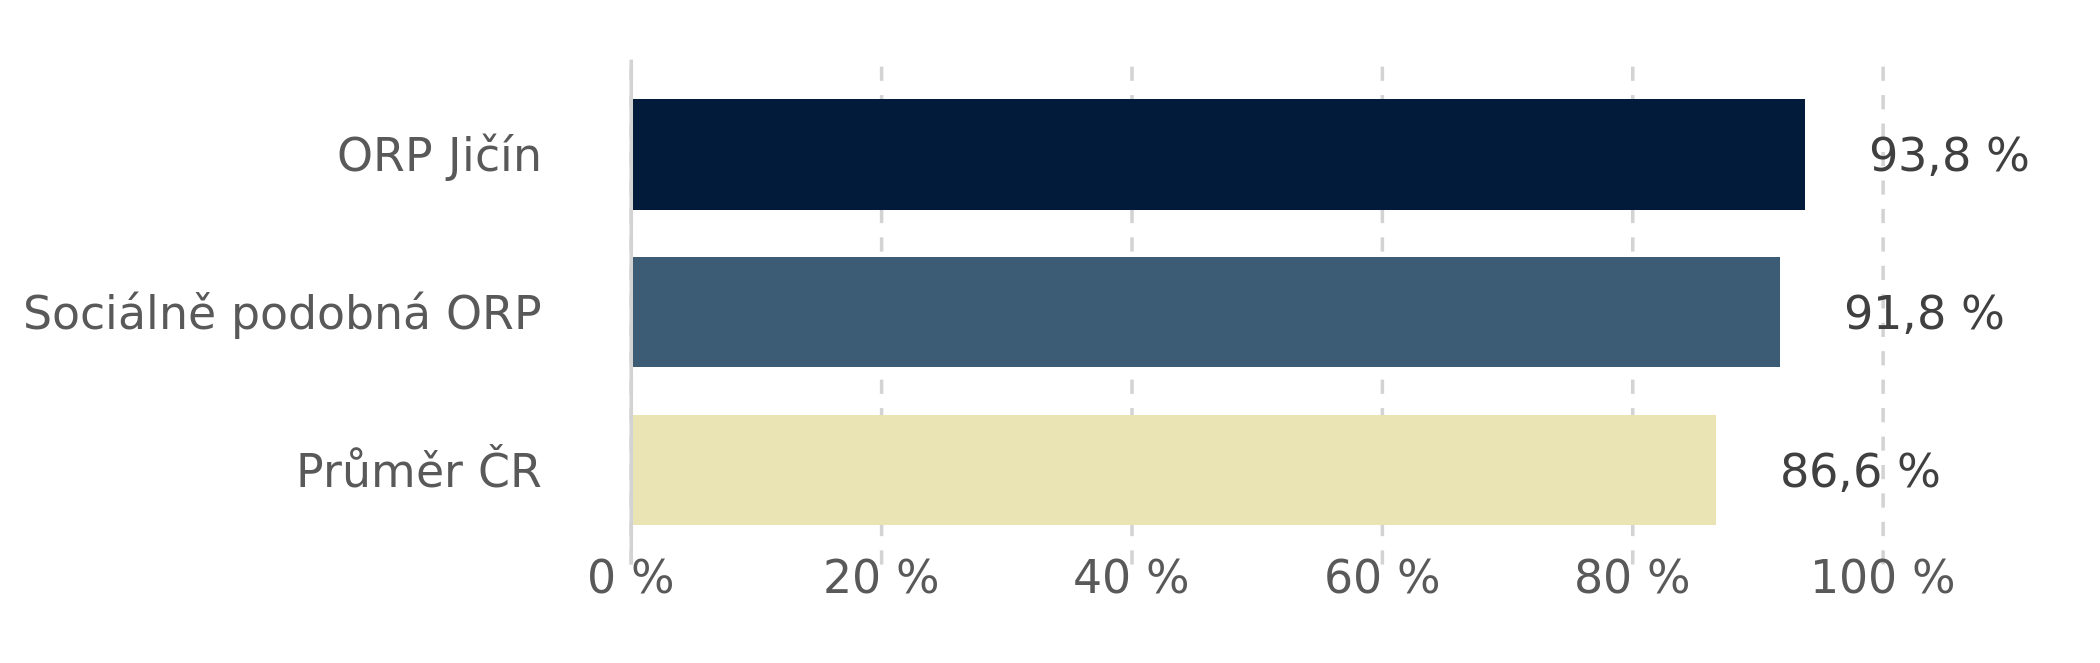 ORP Jičín 93,8 %
Sociálně podobná ORP 91,8 %
Průměr ČR 86,6 %
0 % 20 % 40 % 60 % 80 % 100 %